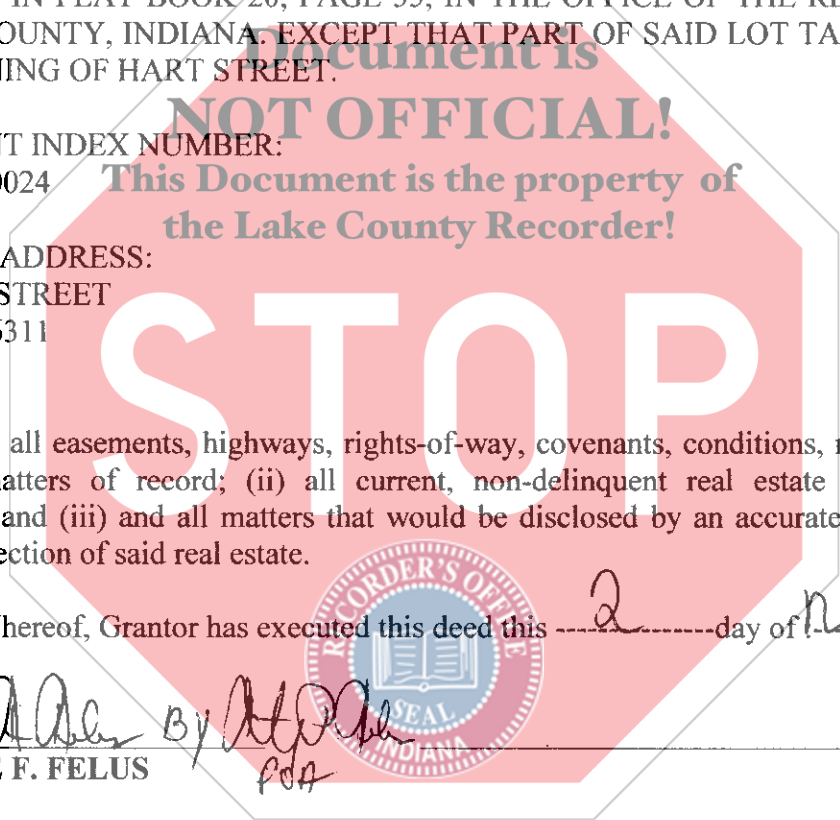 IN PLAT BOOK 20, PAGE 35, IN THE OFFICE OF THE RE
OUNTY, INDIANA. EXCEPT THAT PART OF SAID LOT TA
ING OF HART STREET.
Document is
NOT OFFICIAL!
This Document is the property of
the Lake County Recorder!
T INDEX NUMBER:
0024
ADDRESS:
STREET
6311
STOP
all easements, highways, rights-of-way, covenants, conditions,
atters of record; (ii) all current, non-delinquent real estate
and (iii) and all matters that would be disclosed by an accurate
ection of said real estate.
hereof, Grantor has executed this deed this 2 day of
RECORDER'S OFFICE
SEAL
INDIANA
By
F. FELUS
POA